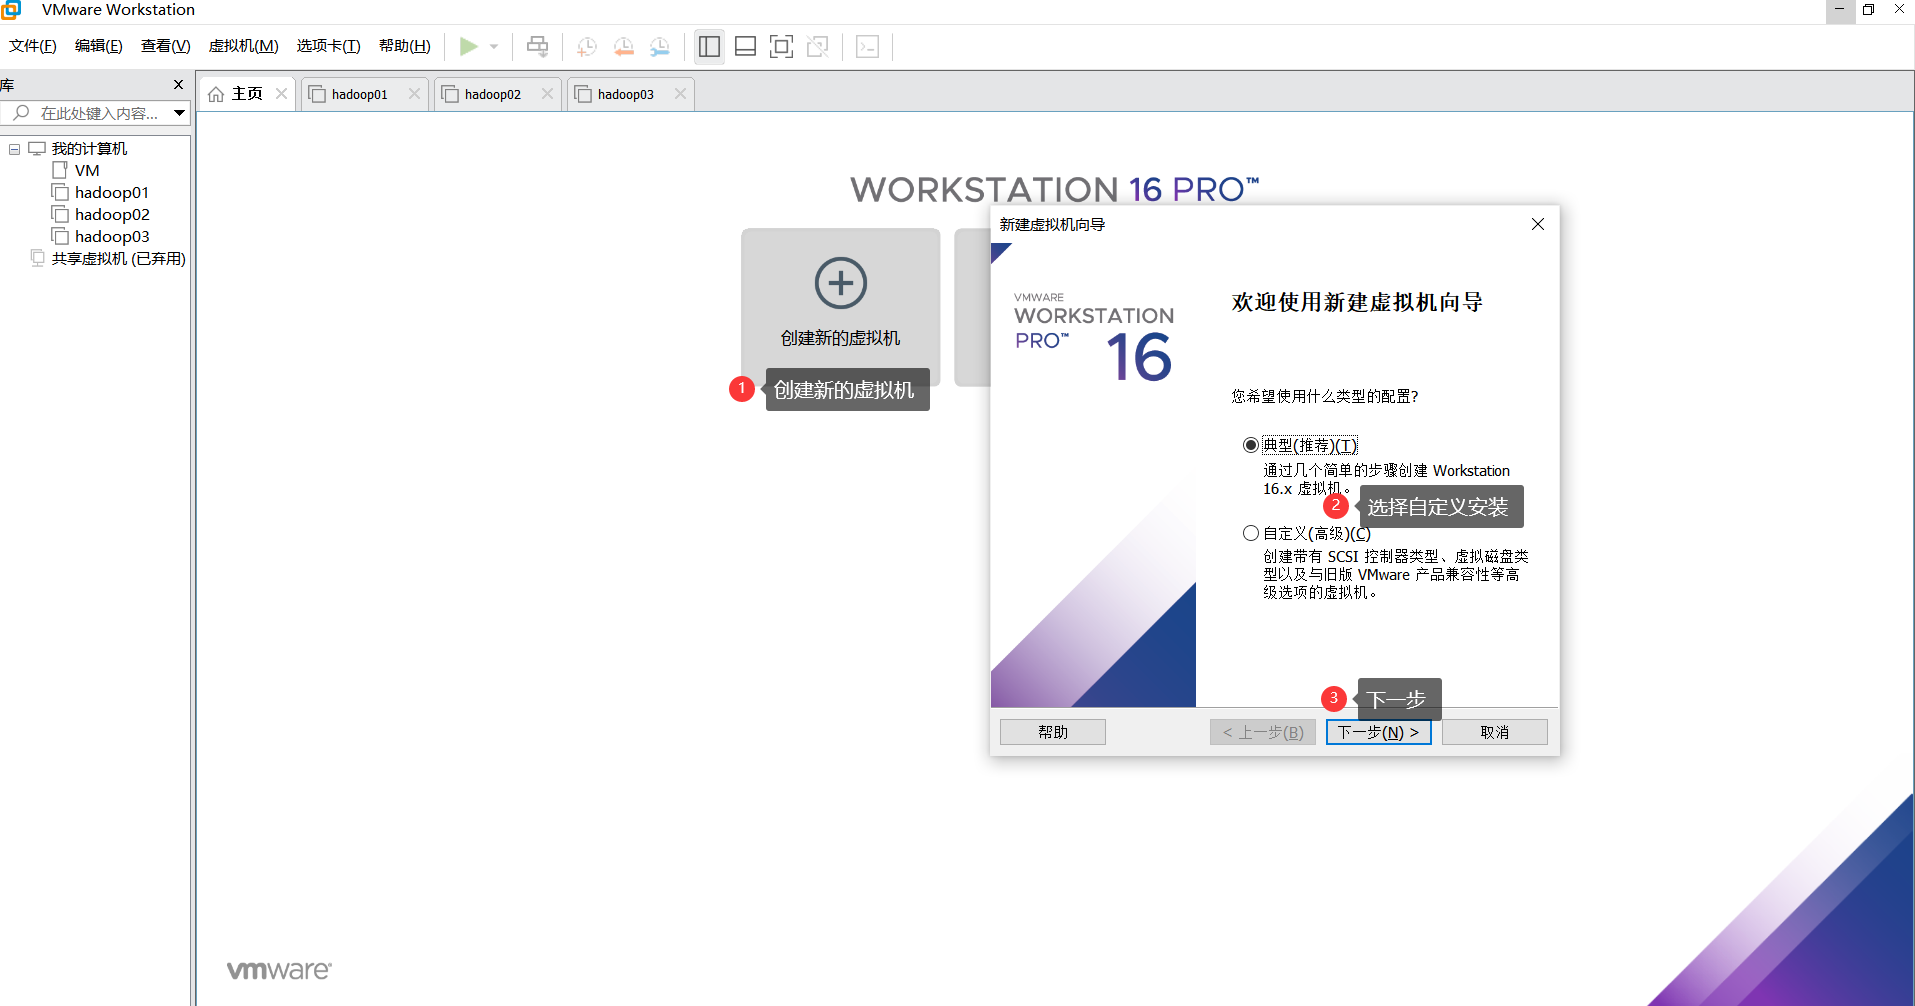 VMware Workstation
文件(F) 编辑(E) 查看(V) 虚拟机(M) 选项卡(T) 帮助(H)
库
在此处键入内容...
我的计算机
VM
hadoop01
hadoop02
hadoop03
共享虚拟机 (已弃用)
主页 hadoop01 hadoop02 hadoop03
WORKSTATION 16 PRO™
创建新的虚拟机
1 创建新的虚拟机
新建虚拟机向导
VMWARE
WORKSTATION
PRO™ 16
欢迎使用新建虚拟机向导
您希望使用什么类型的配置?
典型(推荐)(T)
通过几个简单的步骤创建 Workstation
16.x 虚拟机。
2 选择自定义安装
自定义(高级)(C)
创建带有 SCSI 控制器类型、虚拟磁盘类
型以及与旧版 VMware 产品兼容性等高
级选项的虚拟机。
3 下一步
帮助 < 上一步(B) 下一步(N) > 取消
vmware®